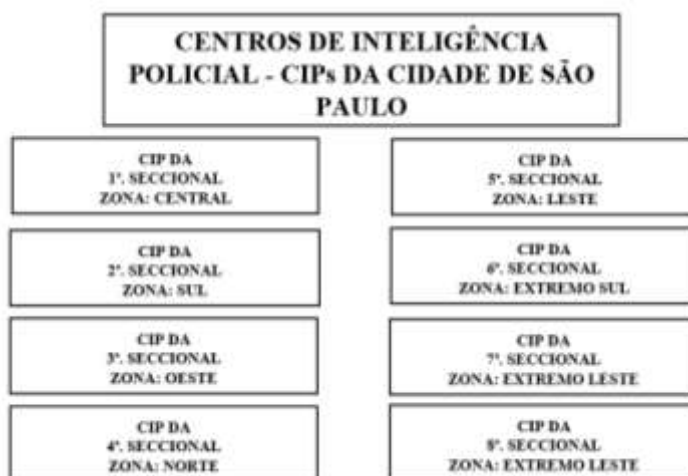 CENTROS DE INTELIGÊNCIA
POLICIAL - CIPs DA CIDADE DE SÃO
PAULO
CIP DA
1ª. SECCIONAL
ZONA: CENTRAL
CIP DA
2ª. SECCIONAL
ZONA: SUL
CIP DA
3ª. SECCIONAL
ZONA: OESTE
CIP DA
4ª. SECCIONAL
ZONA: NORTE
CIP DA
5ª. SECCIONAL
ZONA: LESTE
CIP DA
6ª. SECCIONAL
ZONA: EXTREMO SUL
CIP DA
7ª. SECCIONAL
ZONA: EXTREMO LESTE
CIP DA
8ª. SECCIONAL
ZONA: EXTREMO LESTE